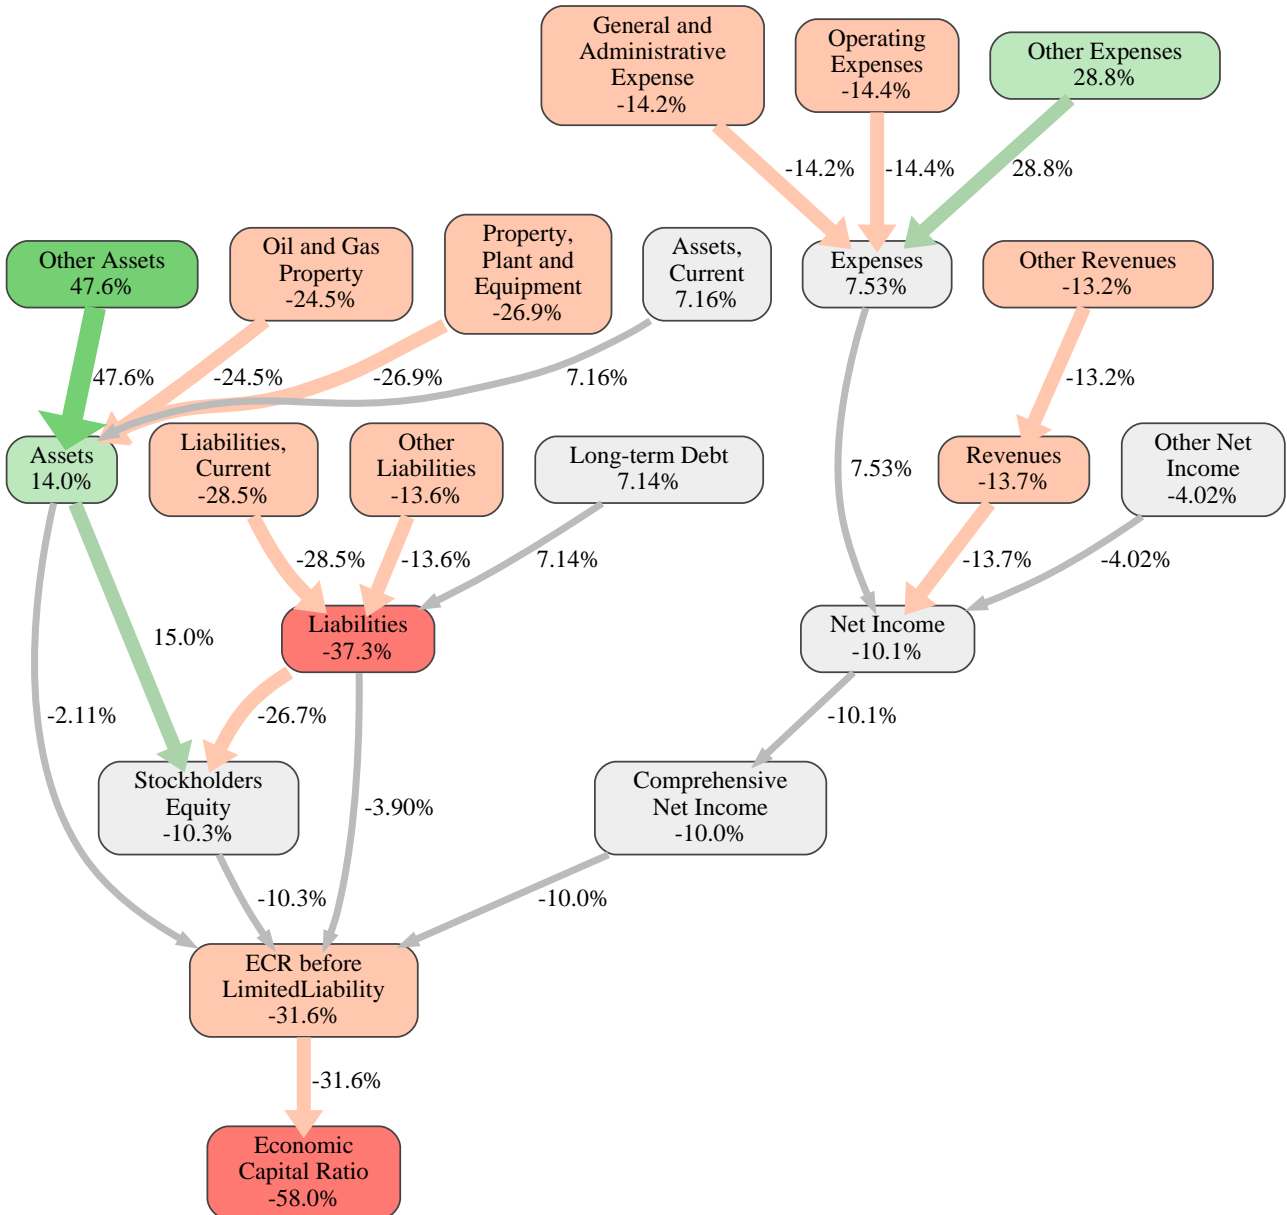 General and
Administrative
Expense
-14.2%
Operating
Expenses
-14.4%
Other Expenses
28.8%
-14.2%
-14.4%
28.8%
Other Assets
47.6%
Oil and Gas
Property
-24.5%
Property,
Plant and
Equipment
-26.9%
Assets,
Current
7.16%
Expenses
7.53%
Other Revenues
-13.2%
47.6%
-24.5%
-26.9%
7.16%
-13.2%
Assets
14.0%
Liabilities,
Current
-28.5%
Other
Liabilities
-13.6%
Long-term Debt
7.14%
7.53%
Revenues
-13.7%
Other Net
Income
-4.02%
-28.5%
-13.6%
7.14%
-13.7%
-4.02%
15.0%
Liabilities
-37.3%
Net Income
-10.1%
-2.11%
-26.7%
-10.1%
Stockholders
Equity
-10.3%
-3.90%
Comprehensive
Net Income
-10.0%
-10.3%
-10.0%
ECR before
LimitedLiability
-31.6%
-31.6%
Economic
Capital Ratio
-58.0%